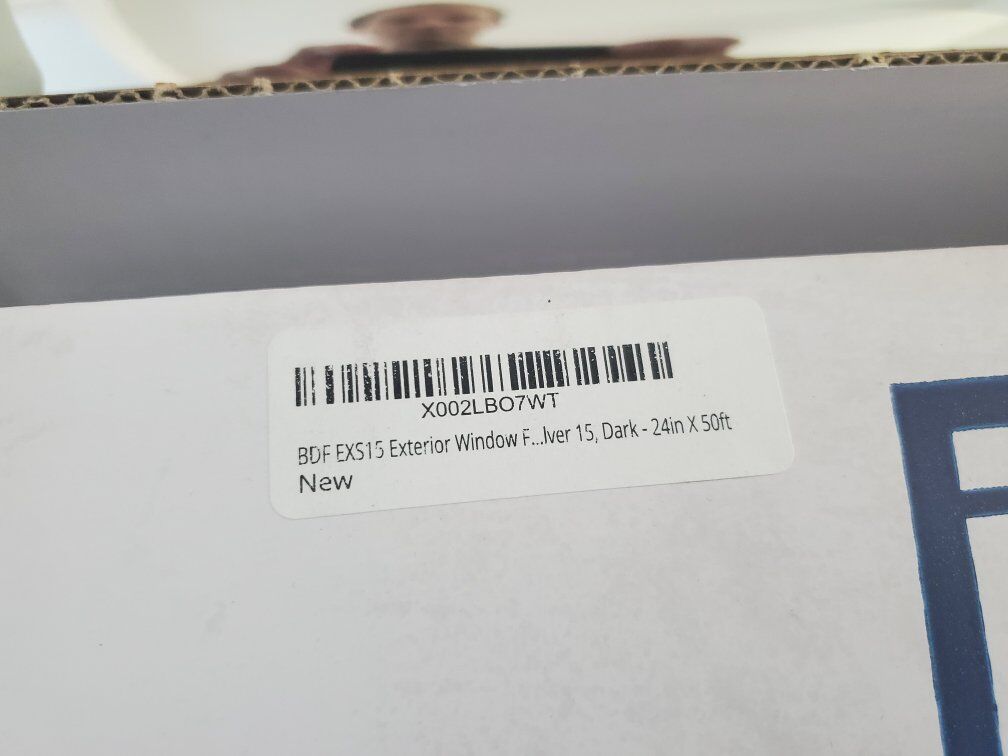 X002LBO7WT
BDF EXS15 Exterior Window F...lver 15, Dark - 24in X 50ft
New